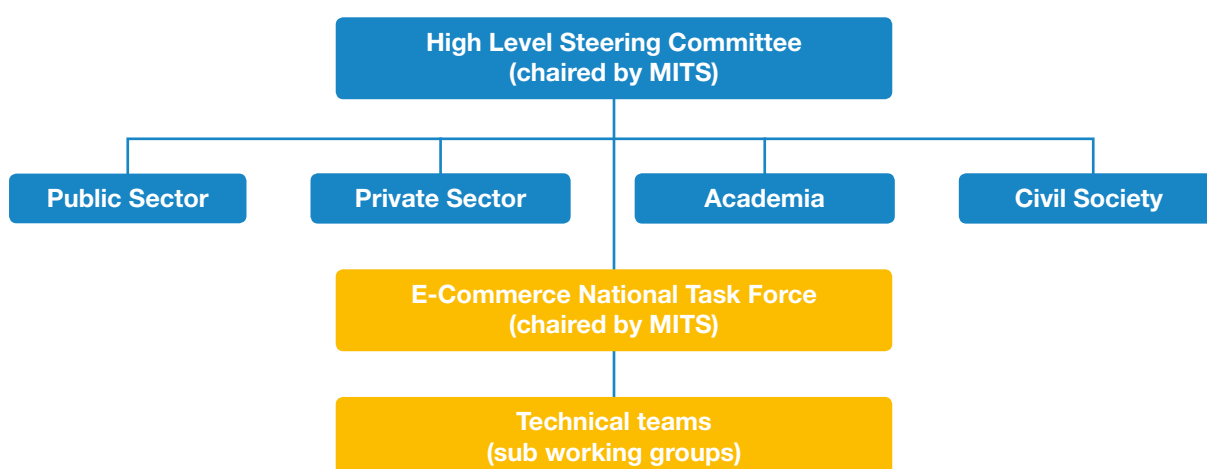 High Level Steering Committee
(chaired by MITS)
Public Sector
Private Sector
Academia
Civil Society
E-Commerce National Task Force
(chaired by MITS)
Technical teams
(sub working groups)